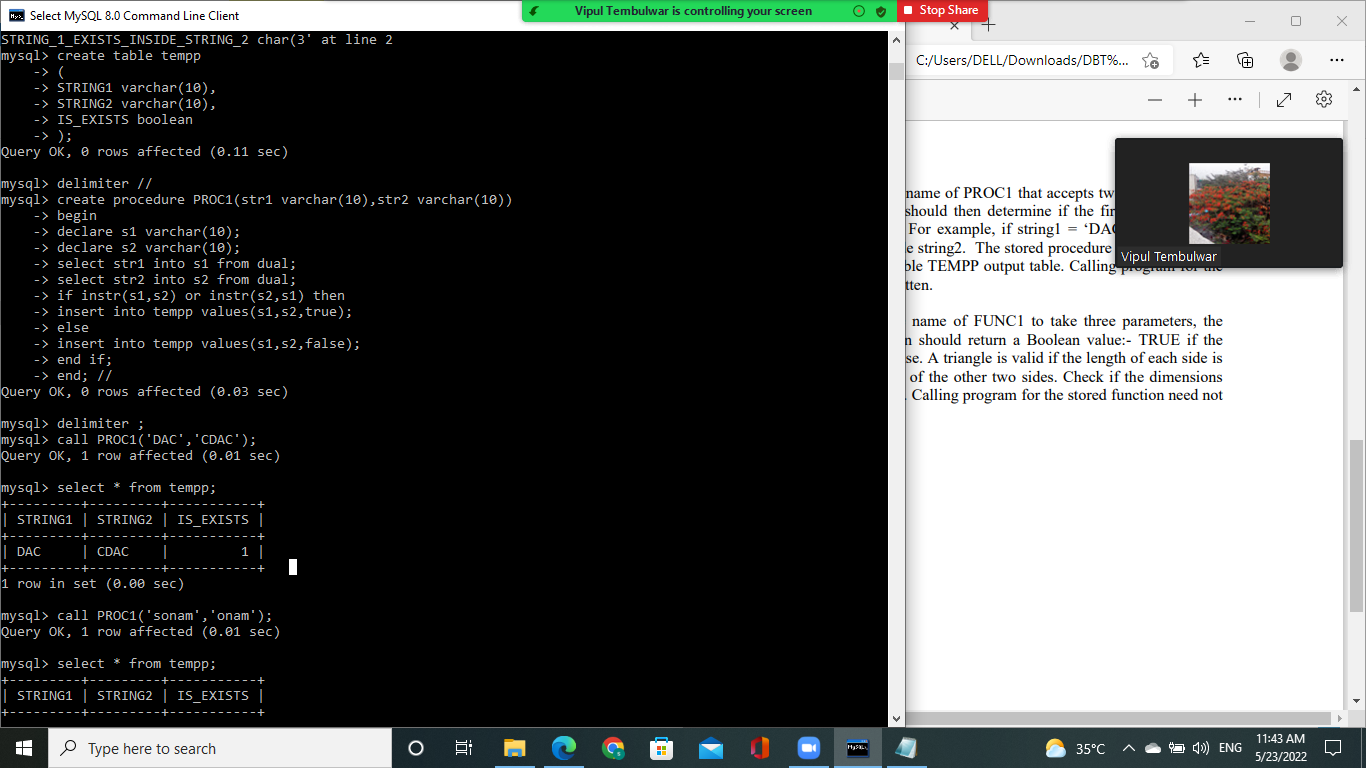 Select MySQL 8.0 Command Line Client
Vipul Tembulwar is controlling your screen
Stop Share
STRING_1_EXISTS_INSIDE_STRING_2 char(3' at line 2
mysql> create table tempp
-> (
-> STRING1 varchar(10),
-> STRING2 varchar(10),
-> IS_EXISTS boolean
-> );
Query OK, 0 rows affected (0.11 sec)
mysql> delimiter //
mysql> create procedure PROC1(str1 varchar(10),str2 varchar(10))
-> begin
-> declare s1 varchar(10);
-> declare s2 varchar(10);
-> select str1 into s1 from dual;
-> select str2 into s2 from dual;
-> if instr(s1,s2) or instr(s2,s1) then
-> insert into tempp values(s1,s2,true);
-> else
-> insert into tempp values(s1,s2,false);
-> end if;
-> end; //
Query OK, 0 rows affected (0.03 sec)
mysql> delimiter ;
mysql> call PROC1('DAC','CDAC');
Query OK, 1 row affected (0.01 sec)
mysql> select * from tempp;
+---------+---------+-----------+
| STRING1 | STRING2 | IS_EXISTS |
+---------+---------+-----------+
| DAC     | CDAC    |         1 |
+---------+---------+-----------+
1 row in set (0.00 sec)
mysql> call PROC1('sonam','onam');
Query OK, 1 row affected (0.01 sec)
mysql> select * from tempp;
+---------+---------+-----------+
| STRING1 | STRING2 | IS_EXISTS |
+---------+---------+-----------+
C:/Users/DELL/Downloads/DBT%...
name of PROC1 that accepts tw
should then determine if the fir
For example, if string1 = ‘DAC
e string2. The stored procedure
ble TEMPP output table. Calling program for the
tten.
name of FUNC1 to take three parameters, the
n should return a Boolean value:- TRUE if the
se. A triangle is valid if the length of each side is
of the other two sides. Check if the dimensions
. Calling program for the stored function need not
Vipul Tembulwar
Type here to search
MySQL
35°C
ENG
11:43 AM
5/23/2022